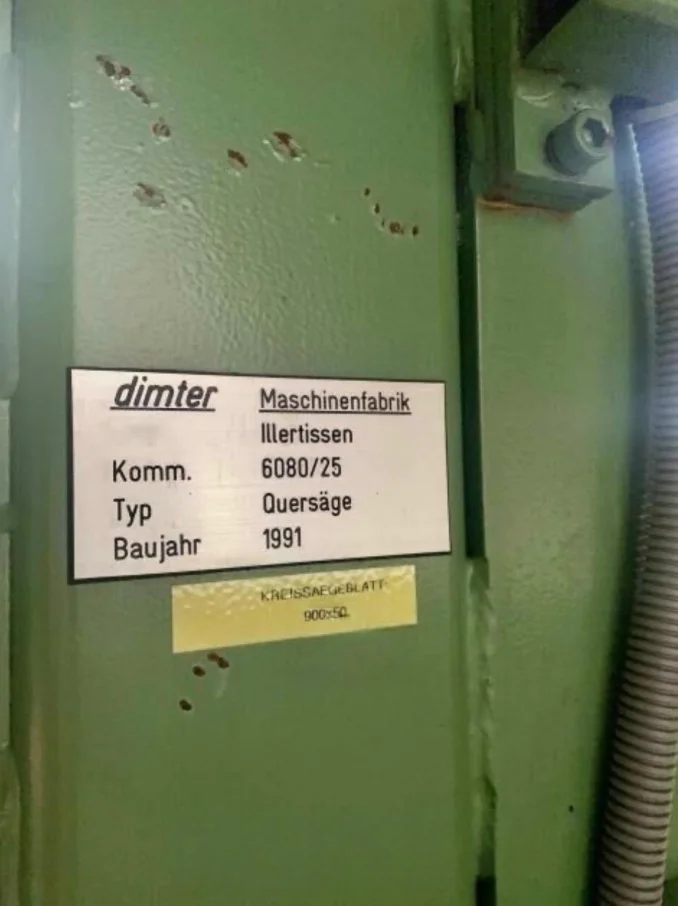 dimter Maschinenfabrik
Illertissen
Komm. 6080/25
Typ Quersäge
Baujahr 1991
KREISSAEGEBLATT
900x50